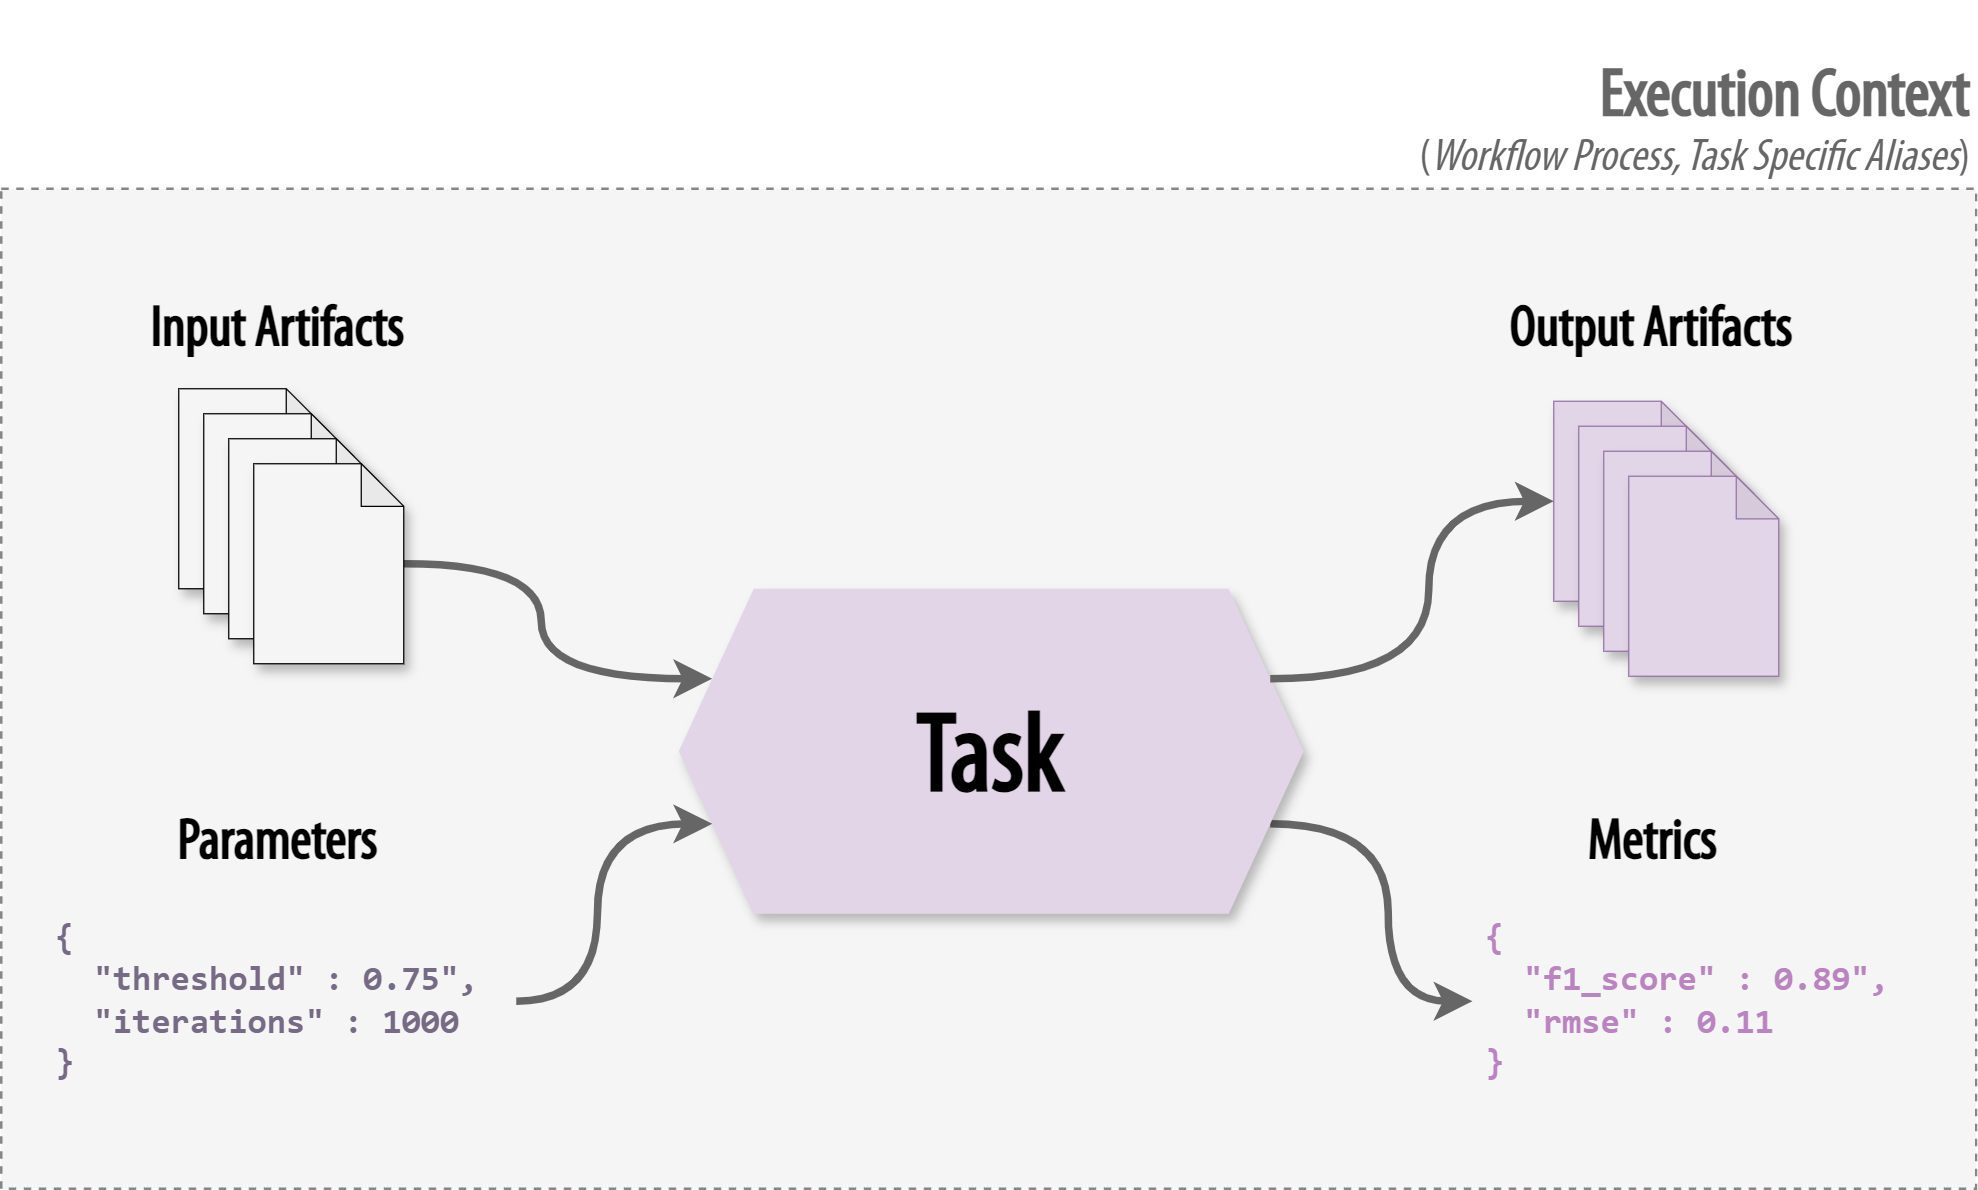 Execution Context
(Workflow Process, Task Specific Aliases)
Input Artifacts
Output Artifacts
Task
Parameters
{
"threshold" : 0.75",
"iterations" : 1000
}
Metrics
{
"f1_score" : 0.89",
"rmse" : 0.11
}